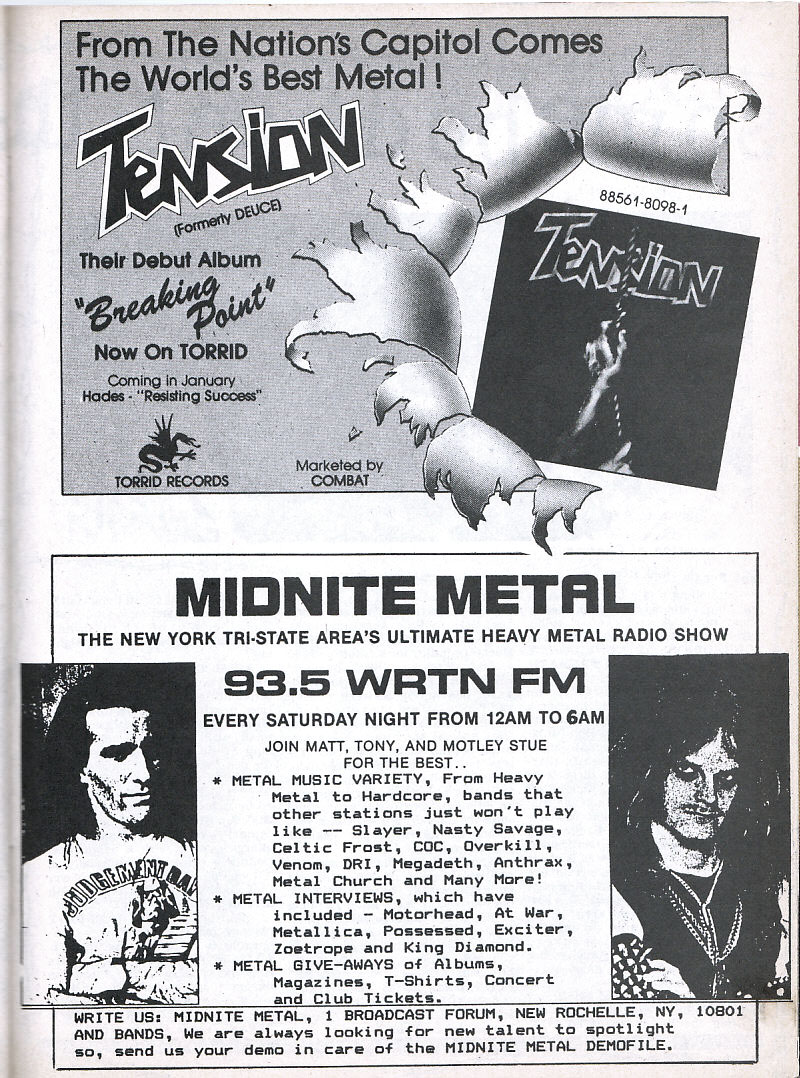 From The Nation's Capitol Comes
The World's Best Metal!
TENSION
(Formerly DEUCE)
88561-8098-1
TENSION
Their Debut Album
"Breaking
Point"
Now On TORRID
Coming in January
Hades - "Resisting Success"
TORRID RECORDS
Marketed by
COMBAT
MIDNITE METAL
THE NEW YORK TRI-STATE AREA'S ULTIMATE HEAVY METAL RADIO SHOW
93.5 WRTN FM
EVERY SATURDAY NIGHT FROM 12AM TO 6AM
JOIN MATT, TONY, AND MOTLEY STUE
FOR THE BEST..
* METAL MUSIC VARIETY, From Heavy
Metal to Hardcore, bands that
other stations just won't play
like -- Slayer, Nasty Savage,
Celtic Frost, COC, Overkill,
Venom, DRI, Megadeth, Anthrax,
Metal Church and Many More!
* METAL INTERVIEWS, which have
included - Motorhead, At War,
Metallica, Possessed, Exciter,
Zoetrope and King Diamond.
* METAL GIVE-AWAYS of Albums,
Magazines, T-Shirts, Concert
and Club Tickets.
JUDGEMENT DAY
WRITE US: MIDNITE METAL, 1 BROADCAST FORUM, NEW ROCHELLE, NY, 10801
AND BANDS, We are always looking for new talent to spotlight
so, send us your demo in care of the MIDNITE METAL DEMOFILE.